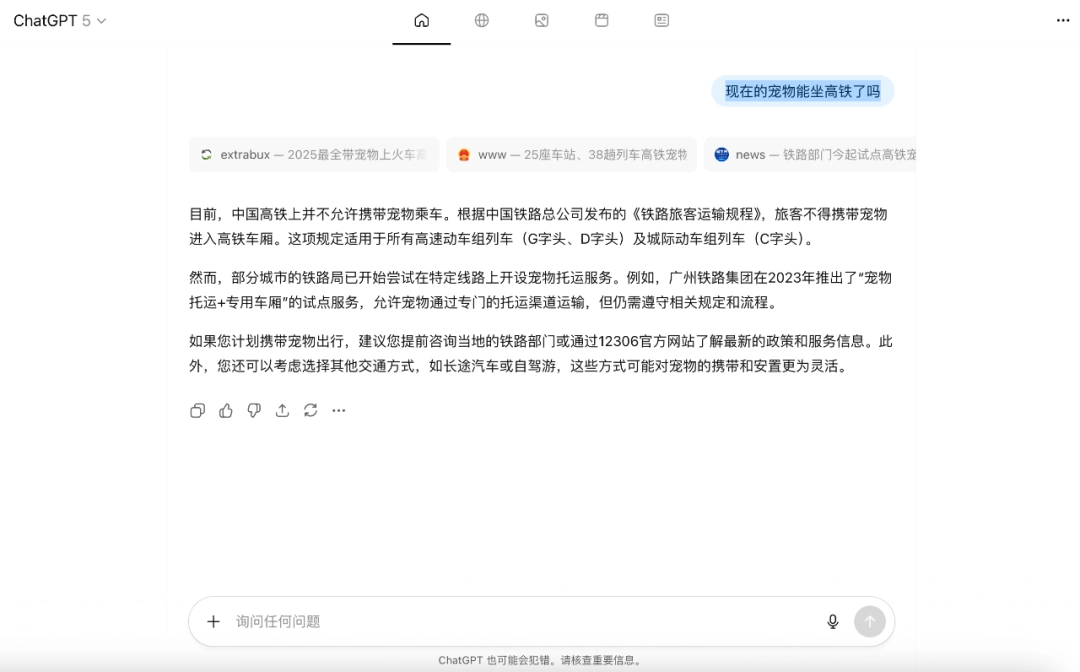 ChatGPT 5
现在的宠物能坐高铁了吗
extrabux — 2025最全带宠物上火车高
www — 25座车站、38趟列车高铁宠物
news — 铁路部门今起试点高铁宠
目前，中国高铁上并不允许携带宠物乘车。根据中国铁路总公司发布的《铁路旅客运输规程》，旅客不得携带宠物
进入高铁车厢。这项规定适用于所有高速动车组列车（G字头、D字头）及城际动车组列车（C字头）。
然而，部分城市的铁路局已开始尝试在特定线路上开设宠物托运服务。例如，广州铁路集团在2023年推出了“宠物
托运+专用车厢”的试点服务，允许宠物通过专门的托运渠道运输，但仍需遵守相关规定和流程。
如果您计划携带宠物出行，建议您提前咨询当地的铁路部门或通过12306官方网站了解最新的政策和服务信息。此
外，您还可以考虑选择其他交通方式，如长途汽车或自驾游，这些方式可能对宠物的携带和安置更为灵活。
询问任何问题
ChatGPT 也可能会犯错。请核查重要信息。